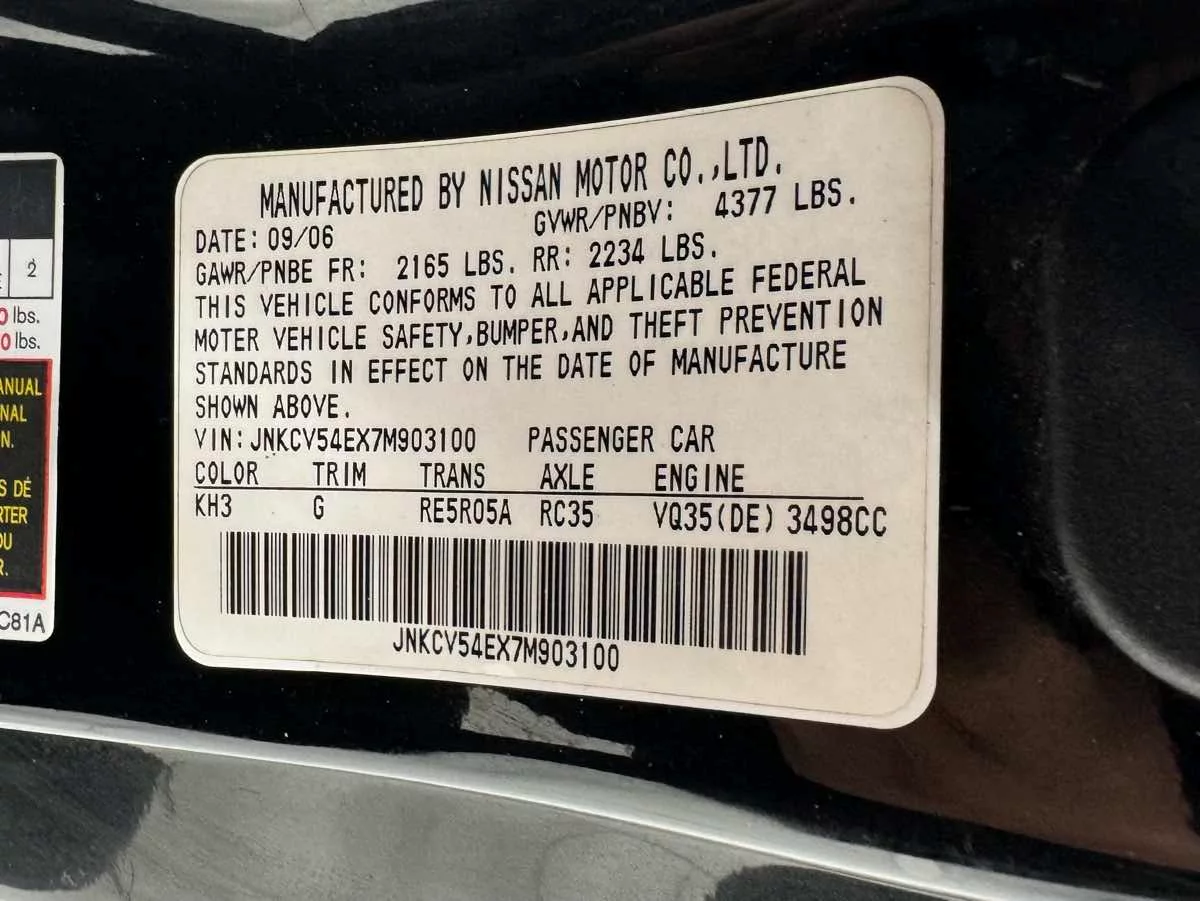 MANUFACTURED BY NISSAN MOTOR CO.,LTD.
DATE: 09/06 GVWR/PNBV: 4377 LBS.
GAWR/PNBE FR: 2165 LBS. RR: 2234 LBS.
THIS VEHICLE CONFORMS TO ALL APPLICABLE FEDERAL
MOTER VEHICLE SAFETY,BUMPER,AND THEFT PREVENTION
STANDARDS IN EFFECT ON THE DATE OF MANUFACTURE
SHOWN ABOVE.
VIN:JNKCV54EX7M903100 PASSENGER CAR
COLOR TRIM TRANS AXLE ENGINE
KH3 G RE5R05A RC35 VQ35(DE) 3498CC
JNKCV54EX7M903100
2
0 lbs.
0 lbs.
ANUAL
NAL
N.
S DÉ
RTER
OU
R.
C81A